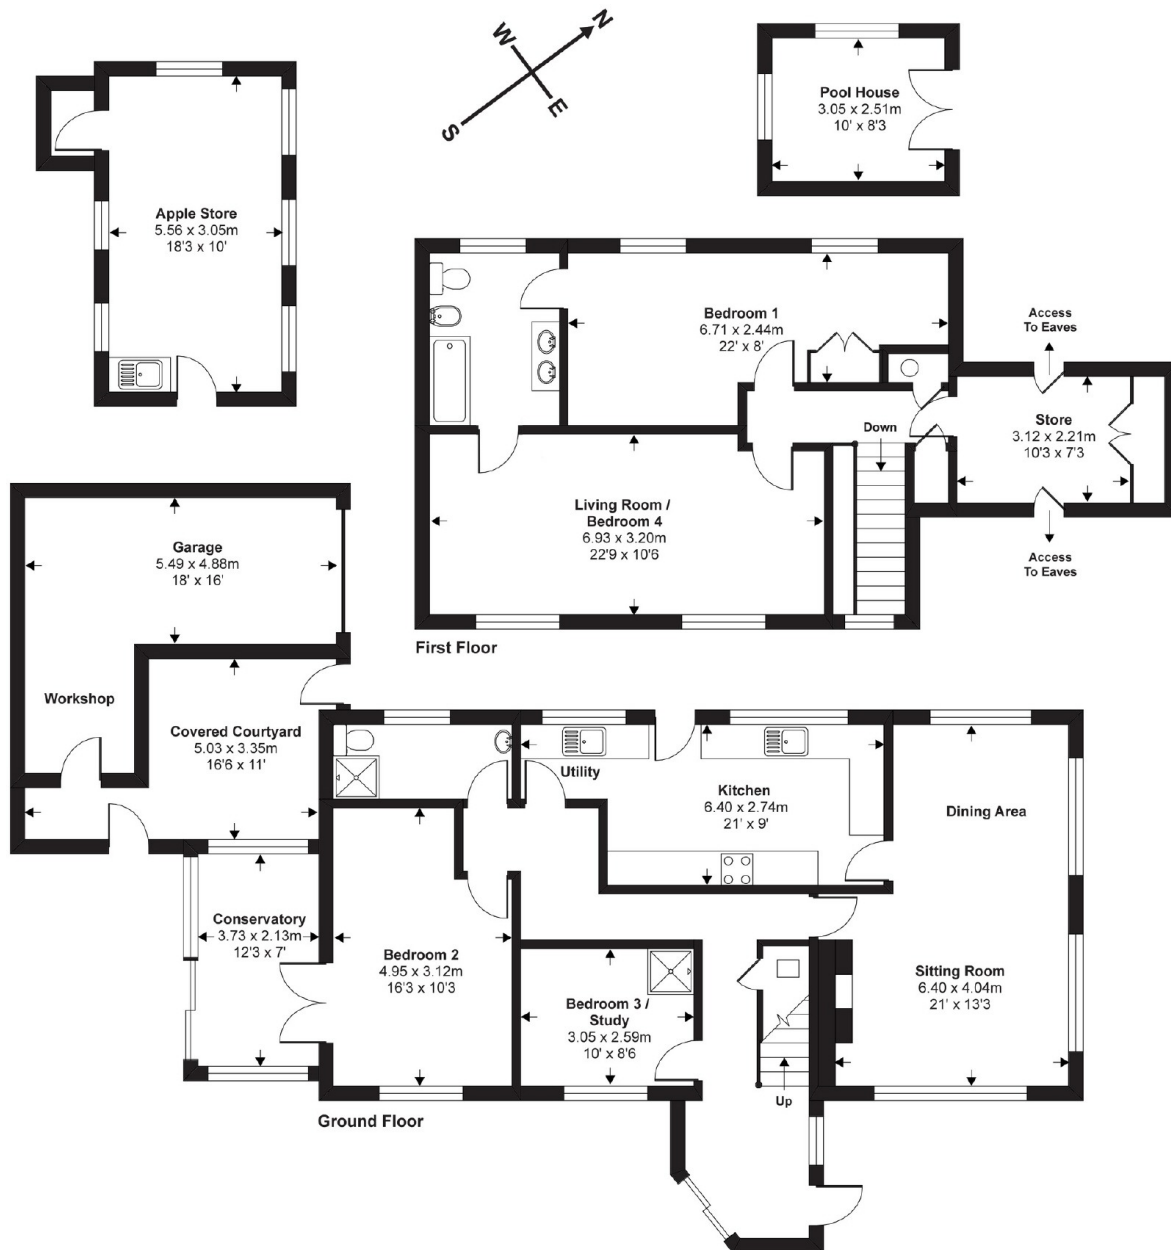 N
W
E
S
Pool House
3.05 x 2.51m
10' x 8'3
Apple Store
5.56 x 3.05m
18'3 x 10'
Bedroom 1
6.71 x 2.44m
22' x 8'
Access
To Eaves
Down
Store
3.12 x 2.21m
10'3 x 7'3
Living Room /
Bedroom 4
6.93 x 3.20m
22'9 x 10'6
Access
To Eaves
First Floor
Garage
5.49 x 4.88m
18' x 16'
Workshop
Covered Courtyard
5.03 x 3.35m
16'6 x 11'
Utility
Kitchen
6.40 x 2.74m
21' x 9'
Dining Area
Conservatory
3.73 x 2.13m
12'3 x 7'
Bedroom 2
4.95 x 3.12m
16'3 x 10'3
Bedroom 3 /
Study
3.05 x 2.59m
10' x 8'6
Sitting Room
6.40 x 4.04m
21' x 13'3
Up
Ground Floor